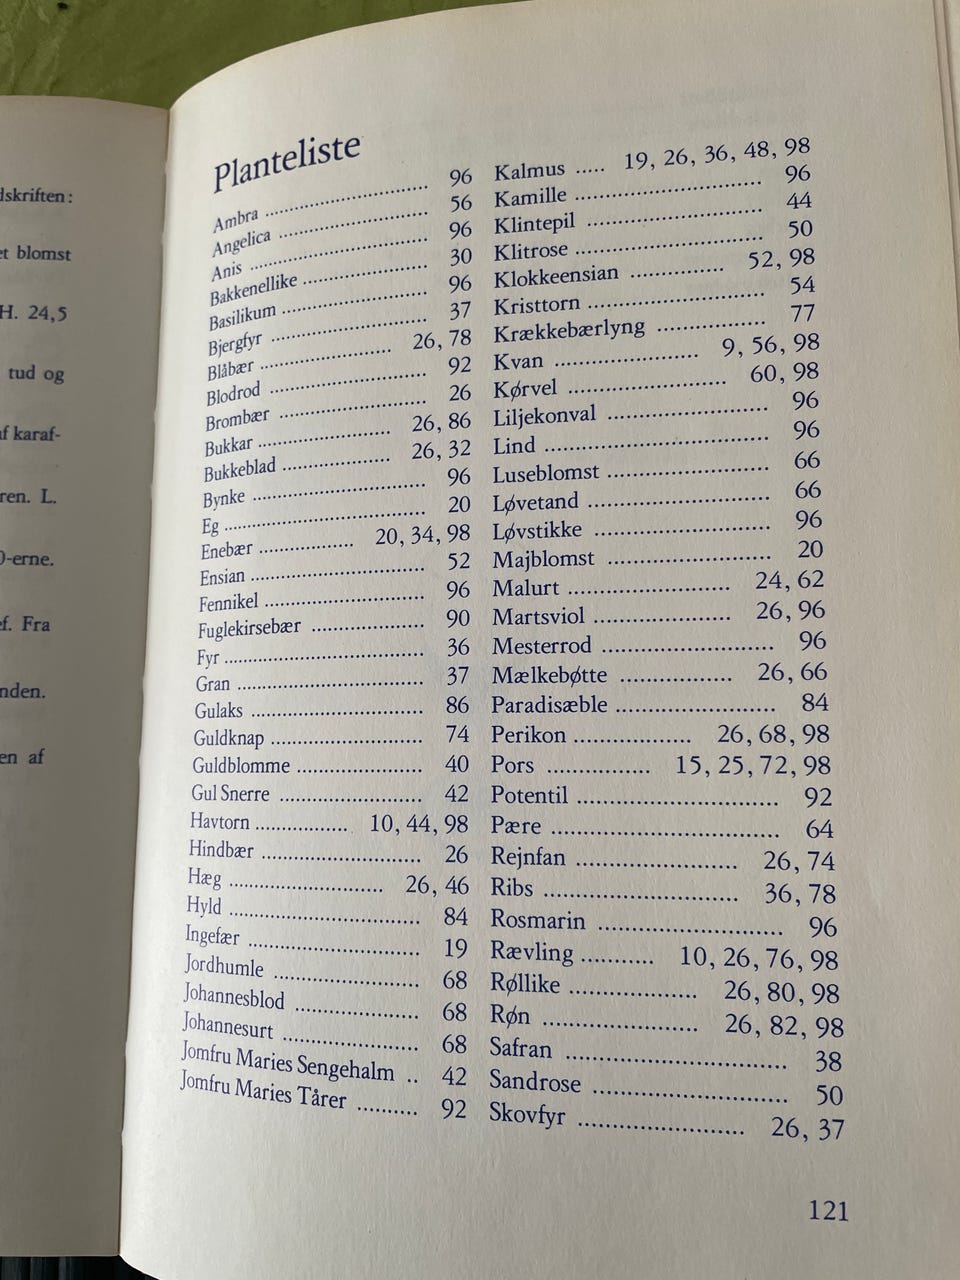 dskriften:
et blomst
H. 24,5
tud og
af karaf-
ren. L.
0-erne.
ef. Fra
nden.
en af
Planteliste
Ambra ........................... 96
Angelica ......................... 56
Anis .............................. 96
Bakkenellike .................... 30
Basilikum ........................ 96
Bjergfyr ......................... 37
Blåbær ...................... 26, 78
Blodrod .......................... 92
Brombær ......................... 26
Bukkar ...................... 26, 86
Bukkeblad .................. 26, 32
Bynke ............................ 96
Eg ................................ 20
Enebær ................ 20, 34, 98
Ensian ........................... 52
Fennikel ......................... 96
Fuglekirsebær .................. 90
Fyr ............................... 36
Gran ............................. 37
Gulaks ........................... 86
Guldknap ........................ 74
Guldblomme .................... 40
Gul Snerre ...................... 42
Havtorn ................ 10, 44, 98
Hindbær ......................... 26
Hæg ......................... 26, 46
Hyld ............................. 84
Ingefær .......................... 19
Jordhumle ....................... 68
Johannesblod ................... 68
Johannesurt ..................... 68
Jomfru Maries Sengehalm .. 42
Jomfru Maries Tårer .......... 92
Kalmus ..... 19, 26, 36, 48, 98
Kamille ........................... 96
Klintepil ......................... 44
Klitrose .......................... 50
Klokkeensian .............. 52, 98
Kristtorn ........................ 54
Krækkebærlyng ................ 77
Kvan ...................... 9, 56, 98
Kørvel ....................... 60, 98
Liljekonval ...................... 96
Lind .............................. 96
Luseblomst ...................... 66
Løvetand ........................ 66
Løvstikke ........................ 96
Majblomst ....................... 20
Malurt ....................... 24, 62
Martsviol .................... 26, 96
Mesterrod ....................... 96
Mælkebøtte ................. 26, 66
Paradisæble ..................... 84
Perikon .................. 26, 68, 98
Pors ................ 15, 25, 72, 98
Potentil .......................... 92
Pære .............................. 64
Rejnfan ...................... 26, 74
Ribs .......................... 36, 78
Rosmarin ........................ 96
Rævling ........... 10, 26, 76, 98
Røllike .................. 26, 80, 98
Røn ...................... 26, 82, 98
Safran ............................ 38
Sandrose ......................... 50
Skovfyr ...................... 26, 37
121